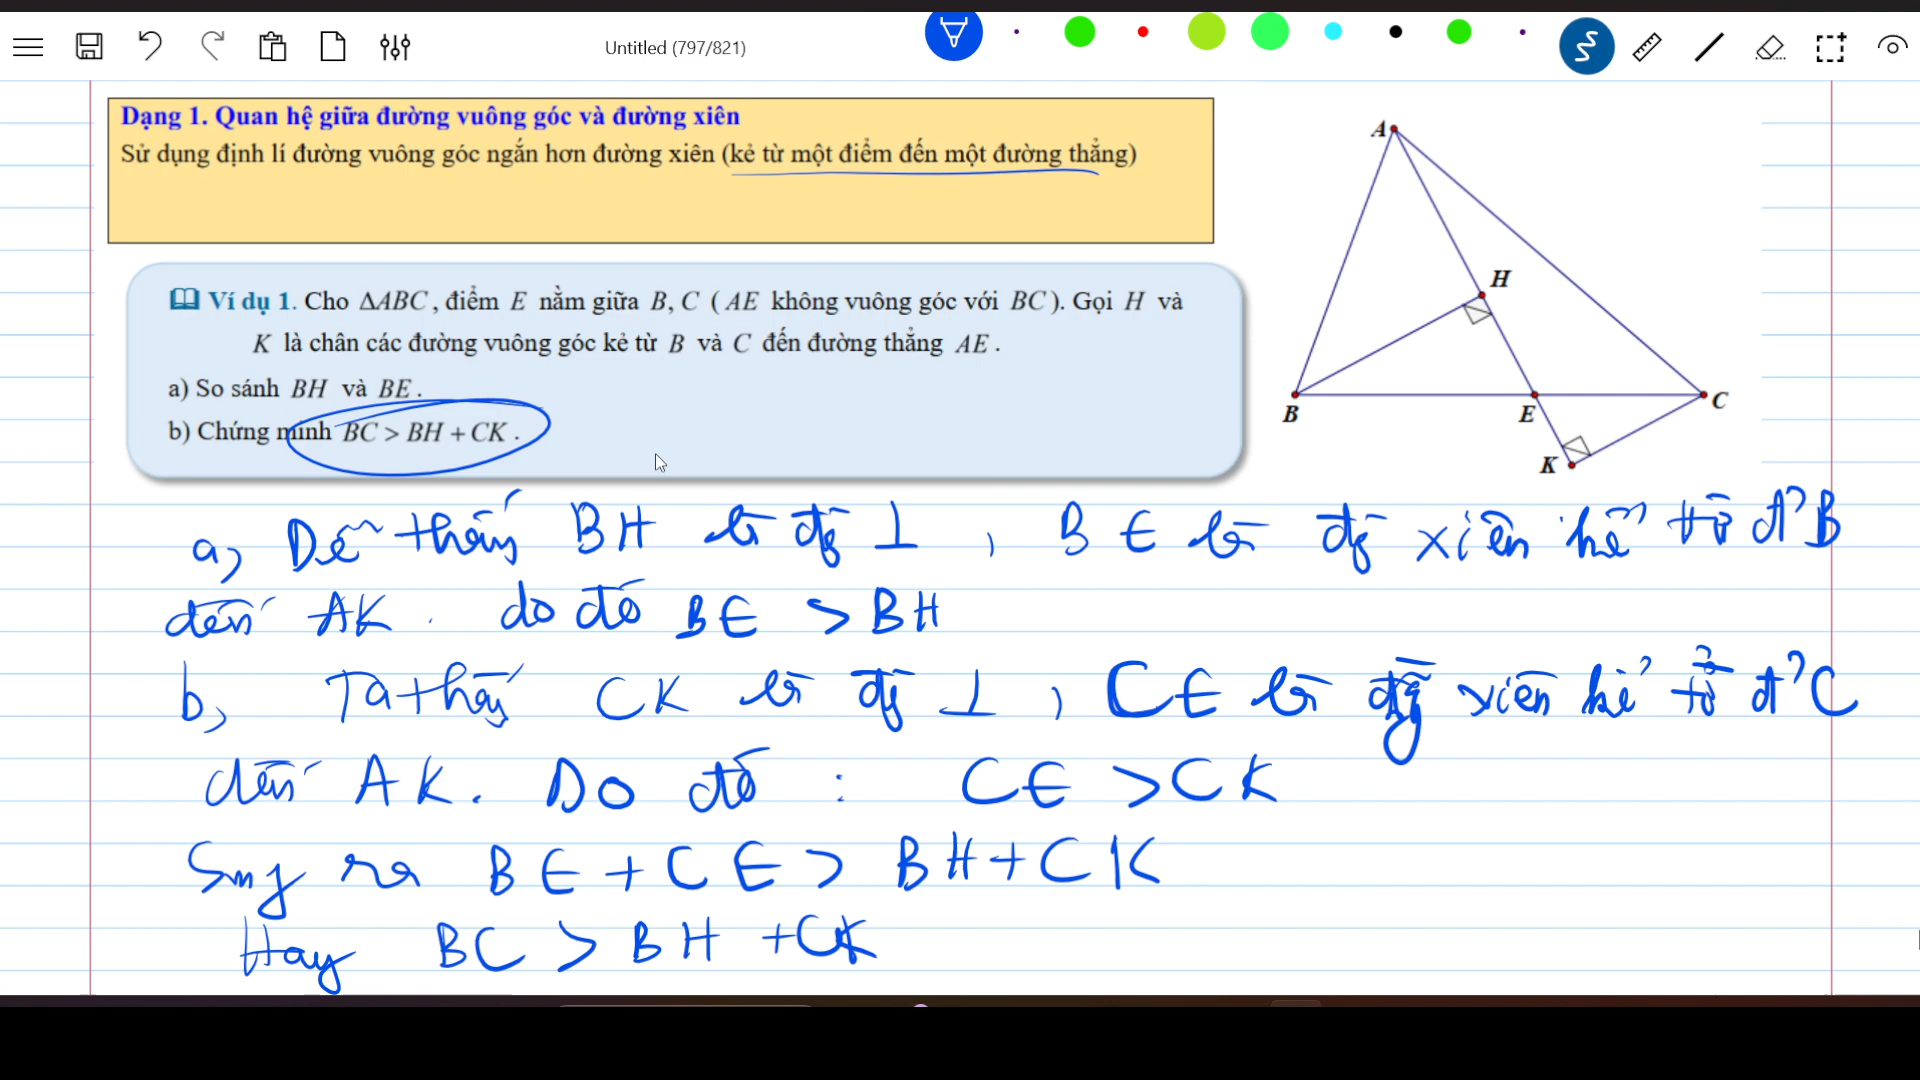 Untitled (797/821)
Dạng 1. Quan hệ giữa đường vuông góc và đường xiên
Sử dụng định lí đường vuông góc ngắn hơn đường xiên (kẻ từ một điểm đến một đường thẳng)
Ví dụ 1. Cho ΔABC, điểm E nằm giữa B, C (AE không vuông góc với BC). Gọi H và
K là chân các đường vuông góc kẻ từ B và C đến đường thẳng AE.
a) So sánh BH và BE.
b) Chứng minh BC > BH + CK.
A
H
B
E
C
K
a, Dễ thấy BH là đg ⊥, BE là đg xiên kẻ từ đ' B
đến AK. do đó BE > BH
b, Ta thấy CK là đg ⊥, CE là đg xiên kẻ từ đ' C
đến AK. Do đó : CE > CK
Suy ra BE + CE > BH + CK
Hay BC > BH + CK